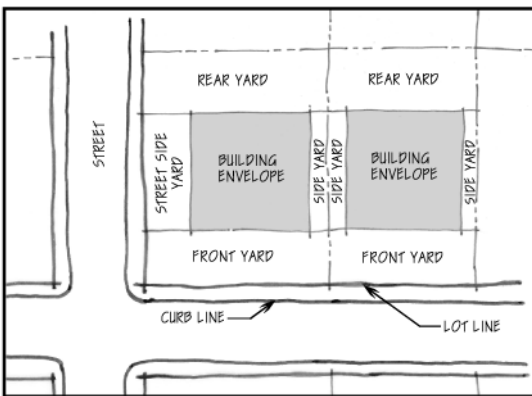 REAR YARD
REAR YARD
STREET
STREET SIDE
YARD
BUILDING
ENVELOPE
SIDE YARD
SIDE YARD
BUILDING
ENVELOPE
SIDE YARD
FRONT YARD
FRONT YARD
CURB LINE
LOT LINE